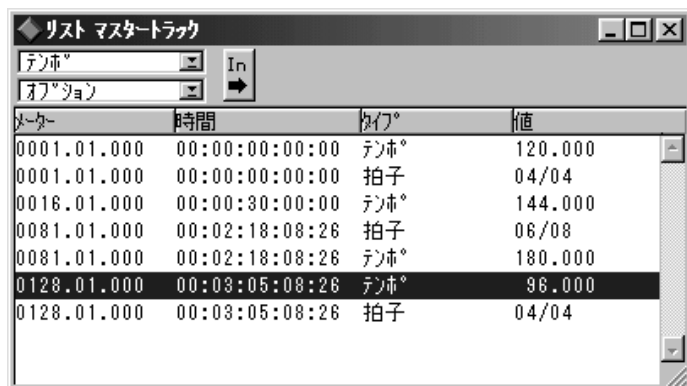 リスト マスタートラック
テンポ
In
オプション
メーター 時間 タイプ 値
0001.01.000 00:00:00:00:00 テンポ 120.000
0001.01.000 00:00:00:00:00 拍子 04/04
0016.01.000 00:00:30:00:00 テンポ 144.000
0081.01.000 00:02:18:08:26 拍子 06/08
0081.01.000 00:02:18:08:26 テンポ 180.000
0128.01.000 00:03:05:08:26 テンポ 96.000
0128.01.000 00:03:05:08:26 拍子 04/04